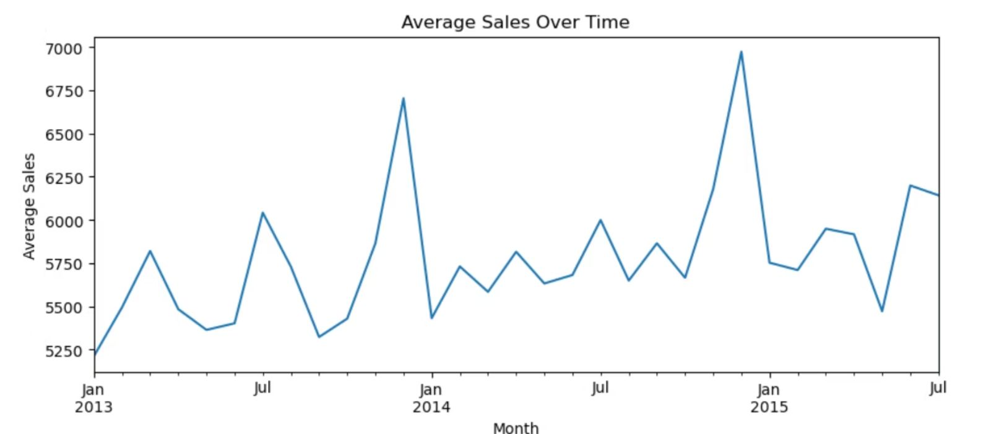 Average Sales Over Time
7000
6750
6500
6250
6000
5750
5500
5250
Average Sales
Jan
2013
Jul
Jan
2014
Jul
Jan
2015
Jul
Month